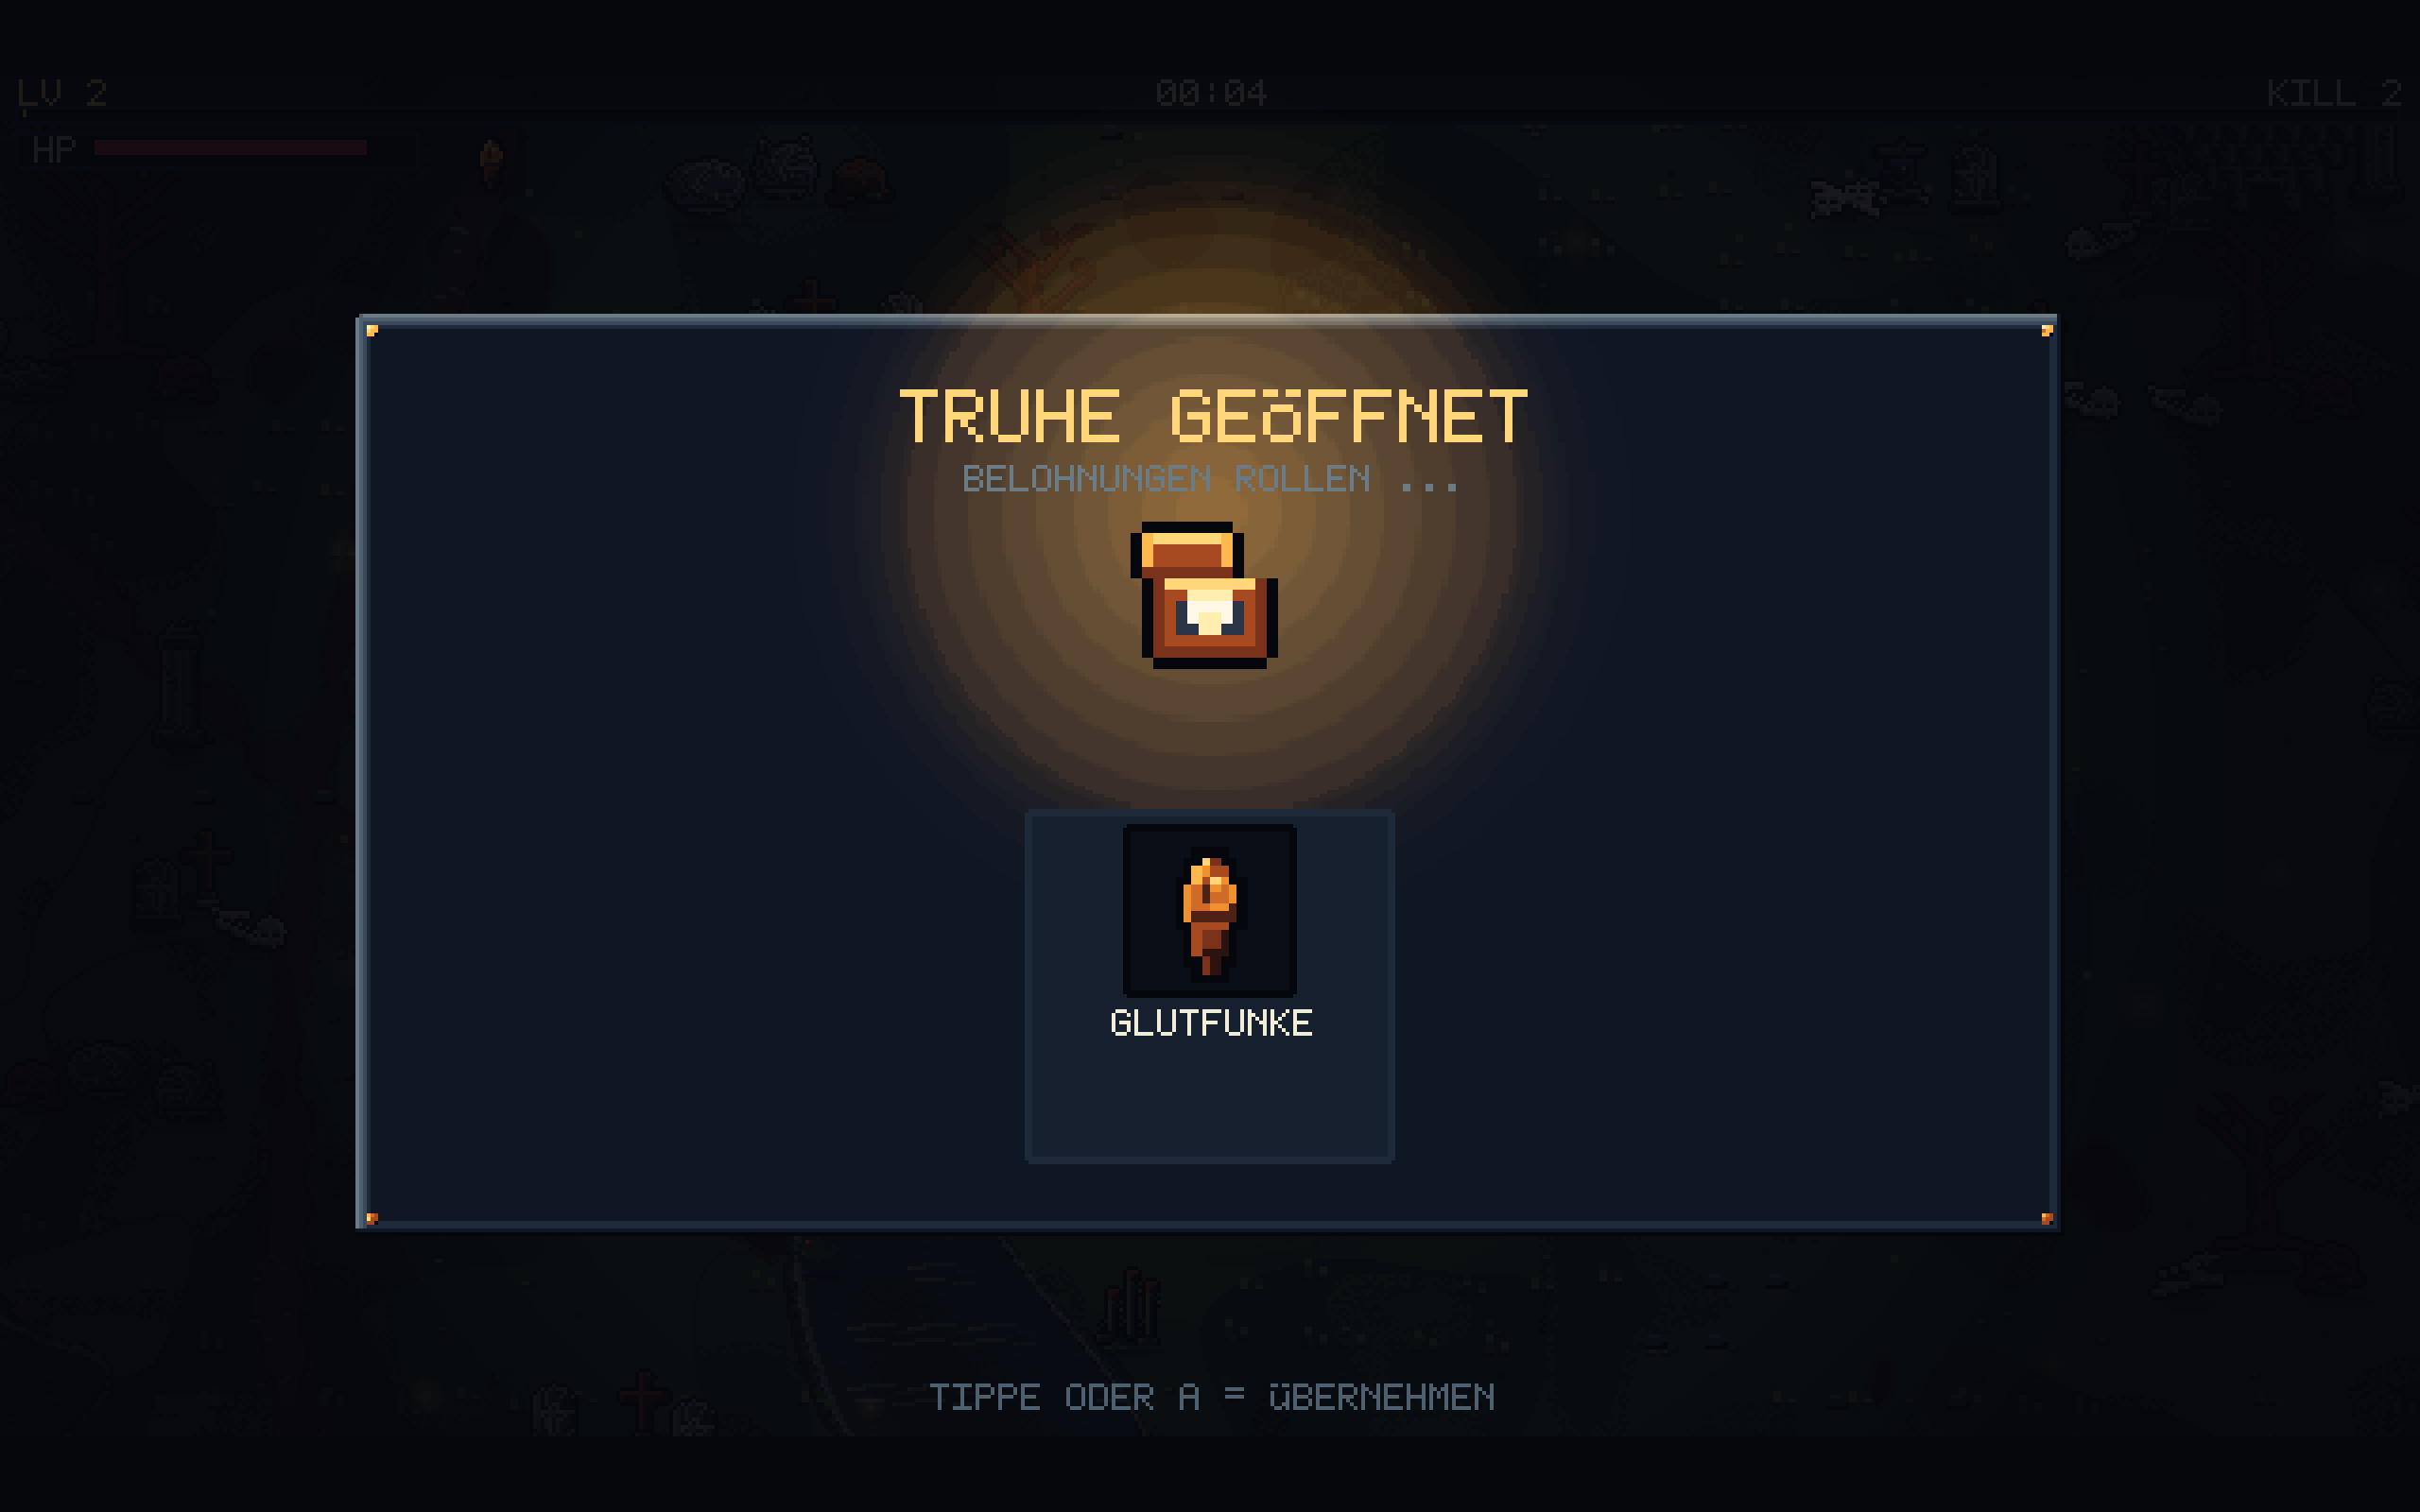 LV 2
00:04
KILL 2
HP
TRUHE GEöFFNET
BELOHNUNGEN ROLLEN ...
GLUTFUNKE
TIPPE ODER A = üBERNEHMEN